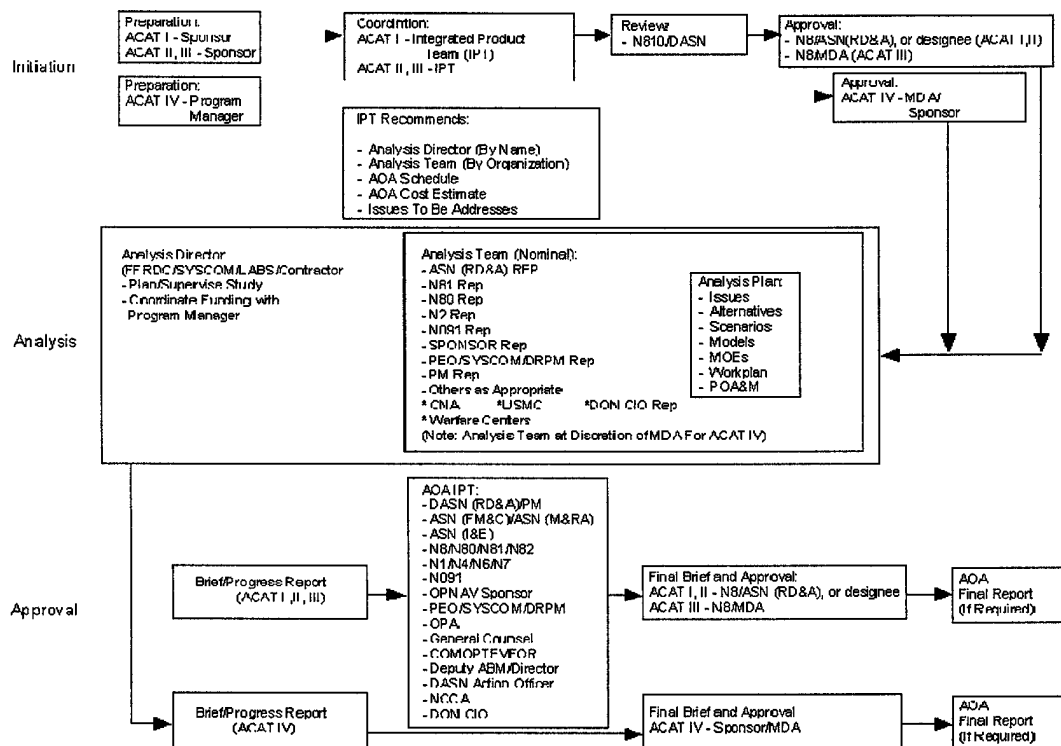 Initiation
Preparation:
ACAT I - Sponsor
ACAT II, III - Sponsor
Preparation:
ACAT IV - Program
Manager
Coordintion:
ACAT I - Integrated Product
Team (IPT)
ACAT II, III - IPT
Review:
- N810/DASN
Approval:
- N8/ASN(RD&A), or designee (ACAT I,II)
- N8/MDA (ACAT III)
Approval:
ACAT IV - MDA/
Sponsor
IPT Recommends:
- Analysis Director (By Name)
- Analysis Team (By Organization)
- AOA Schedule
- AOA Cost Estimate
- Issues To Be Addresses
Analysis
Analysis Director
(FFRDC/SYSCOM/LABS/Contractor
- Plan/Supervise Study
- Coordinate Funding with
Program Manager
Analysis Team (Nominal):
- ASN (RD&A) REP
- N81 Rep
- N80 Rep
- N2 Rep
- N091 Rep
- SPONSOR Rep
- PEO/SYSCOM/DRPM Rep
- PM Rep
- Others as Appropriate
* CNA *USMC *DON CIO Rep
* Warfare Centers
(Note: Analysis Team at Discretion of MDA For ACAT IV)
Analysis Plan:
- Issues
- Alternatives
- Scenarios
- Models
- MOEs
- Workplan
- POA&M
Approval
Brief/Progress Report
(ACAT I ,II, III)
AOA IPT:
- DASN (RD&A)/PM
- ASN (FM&C)/ASN (M&RA)
- ASN (I&E)
- N8/N80/N81/N82
- N1/N4/N6/N7
- N091
- OPNAV Sponsor
- PEO/SYSCOM/DRPM
- OPA
- General Counsel
- COMOPTEVFOR
- Deputy ABM/Director
- DASN Action Officer
- NCCA
- DON CIO
Final Brief and Approval:
ACAT I, II - N8/ASN (RD&A), or designee
ACAT III - N8/MDA
AOA
Final Report
(If Required)
Brief/Progress Report
(ACAT IV)
Final Brief and Approval
ACAT IV - Sponsor/MDA
AOA
Final Report
(If Required)